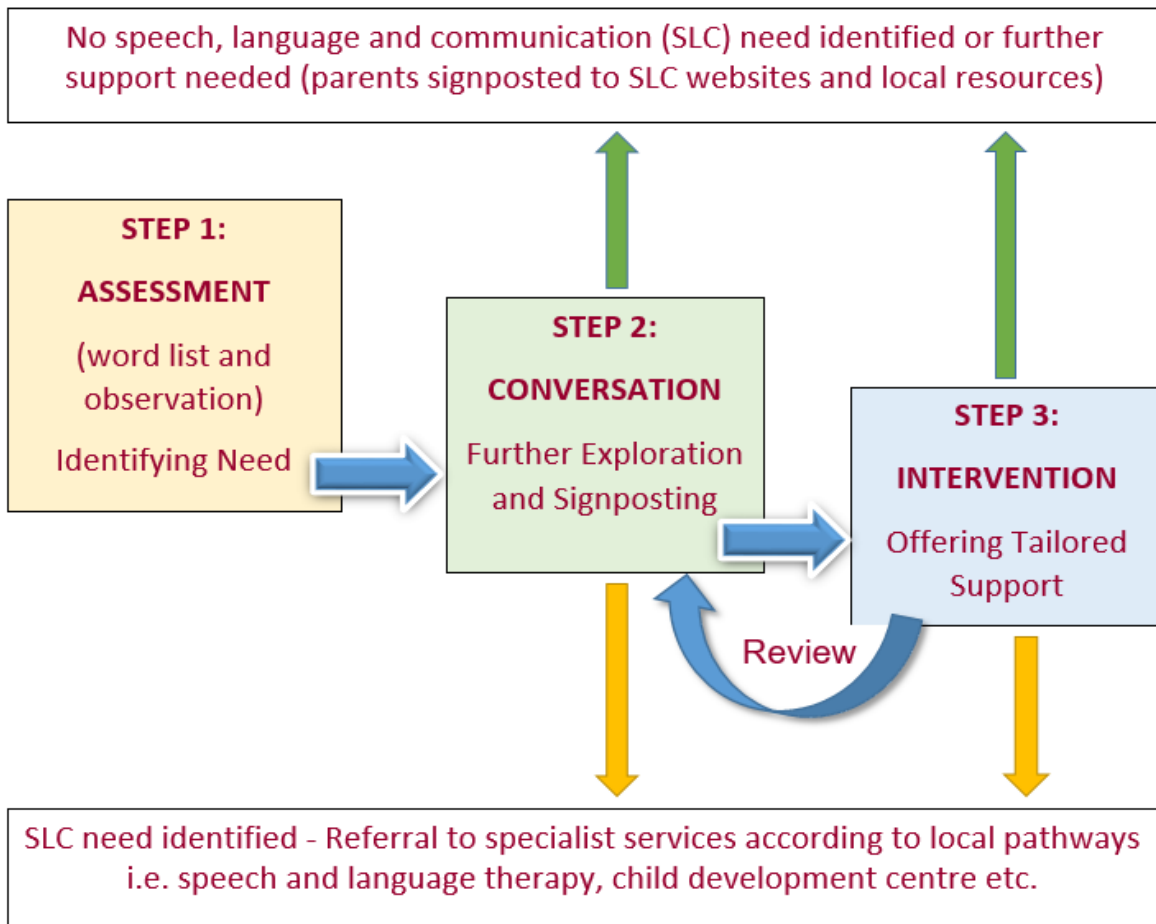 No speech, language and communication (SLC) need identified or further
support needed (parents signposted to SLC websites and local resources)
STEP 1:
ASSESSMENT
(word list and
observation)
Identifying Need
STEP 2:
CONVERSATION
Further Exploration
and Signposting
STEP 3:
INTERVENTION
Offering Tailored
Support
Review
SLC need identified - Referral to specialist services according to local pathways
i.e. speech and language therapy, child development centre etc.